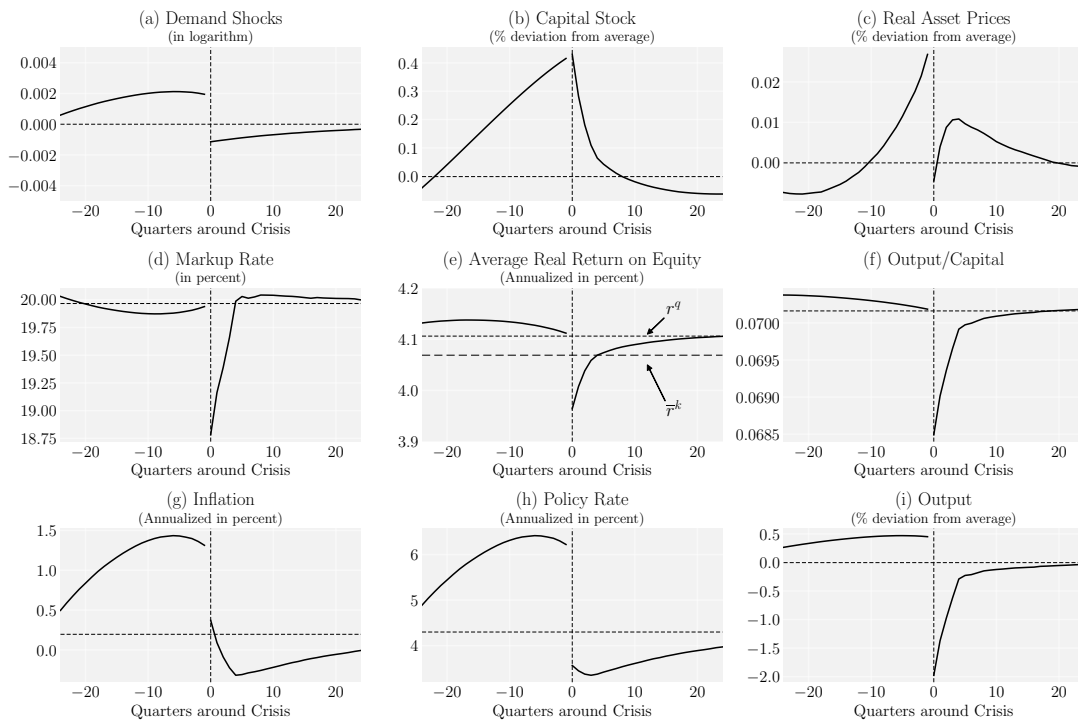 (a) Demand Shocks
(in logarithm)
0.004
0.002
0.000
−0.002
−0.004
−20 −10 0 10 20
Quarters around Crisis
(b) Capital Stock
(% deviation from average)
0.4
0.3
0.2
0.1
0.0
−20 −10 0 10 20
Quarters around Crisis
(c) Real Asset Prices
(% deviation from average)
0.02
0.01
0.00
−20 −10 0 10 20
Quarters around Crisis
(d) Markup Rate
(in percent)
20.00
19.75
19.50
19.25
19.00
18.75
−20 −10 0 10 20
Quarters around Crisis
(e) Average Real Return on Equity
(Annualized in percent)
4.2
4.1
4.0
3.9
r^q
r̅^k
−20 −10 0 10 20
Quarters around Crisis
(f) Output/Capital
0.0700
0.0695
0.0690
0.0685
−20 −10 0 10 20
Quarters around Crisis
(g) Inflation
(Annualized in percent)
1.5
1.0
0.5
0.0
−20 −10 0 10 20
Quarters around Crisis
(h) Policy Rate
(Annualized in percent)
6
4
−20 −10 0 10 20
Quarters around Crisis
(i) Output
(% deviation from average)
0.5
0.0
−0.5
−1.0
−1.5
−2.0
−20 −10 0 10 20
Quarters around Crisis